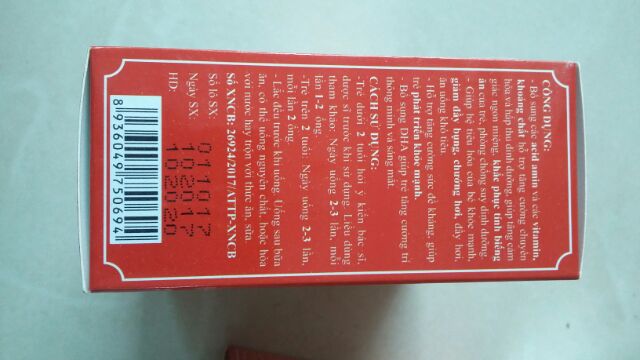 CÔNG DỤNG:
- Bổ sung các acid amin và các vitamin,
khoáng chất hỗ trợ tăng cường chuyển
hóa và hấp thu dinh dưỡng giúp tăng cảm
giác ngon miệng, khắc phục tình biếng
ăn của trẻ, phòng chống suy dinh dưỡng.
- Giúp hệ tiêu hóa của bé khỏe mạnh,
giảm đầy bụng, chướng hơi, đầy hơi,
ăn uống khó tiêu.
- Hỗ trợ tăng cường sức đề kháng, giúp
trẻ phát triển khỏe mạnh.
- Bổ sung DHA giúp trẻ tăng cường trí
thông minh và sáng mắt.
CÁCH SỬ DỤNG:
-Trẻ dưới 2 tuổi hỏi ý kiến bác sĩ,
dược sĩ trước khi sử dụng. Liều dùng
tham khảo: Ngày uống 2-3 lần, mỗi
lần 1-2 ống.
-Trẻ trên 2 tuổi: Ngày uống 2-3 lần,
mỗi lần 2 ống.
- Lắc đều trước khi uống. Uống sau bữa
ăn, có thể uống nguyên chất, hoặc hòa
với nước hay trộn với thức ăn, sữa.
Số XNCB: 26924/2017/ATTP-XNCB
Số lô SX: 011017
Ngày SX: 181017
HD: 182020
8936049750694